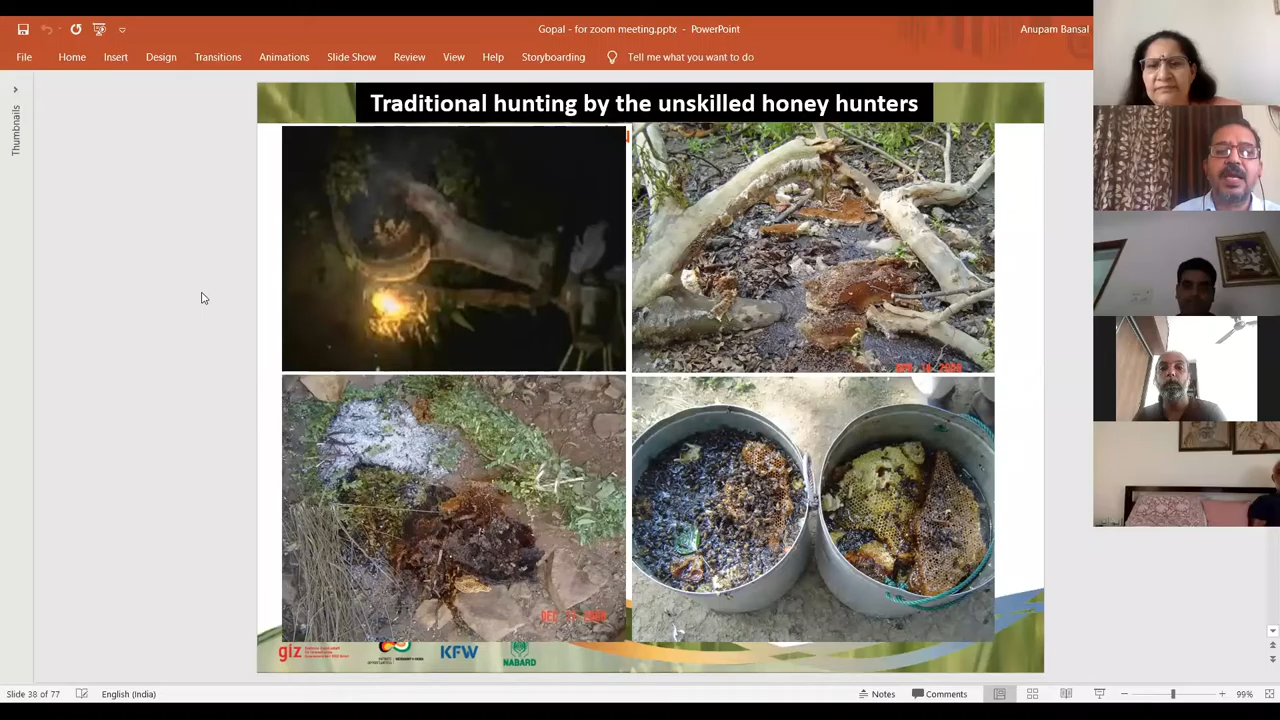 Gopal - for zoom meeting.pptx - PowerPoint
Anupam Bansal
File Home Insert Design Transitions Animations Slide Show Review View Help Storyboarding Tell me what you want to do
Thumbnails
Traditional hunting by the unskilled honey hunters
giz
KFW
NABARD
Slide 38 of 77
English (India)
Notes
Comments
99%